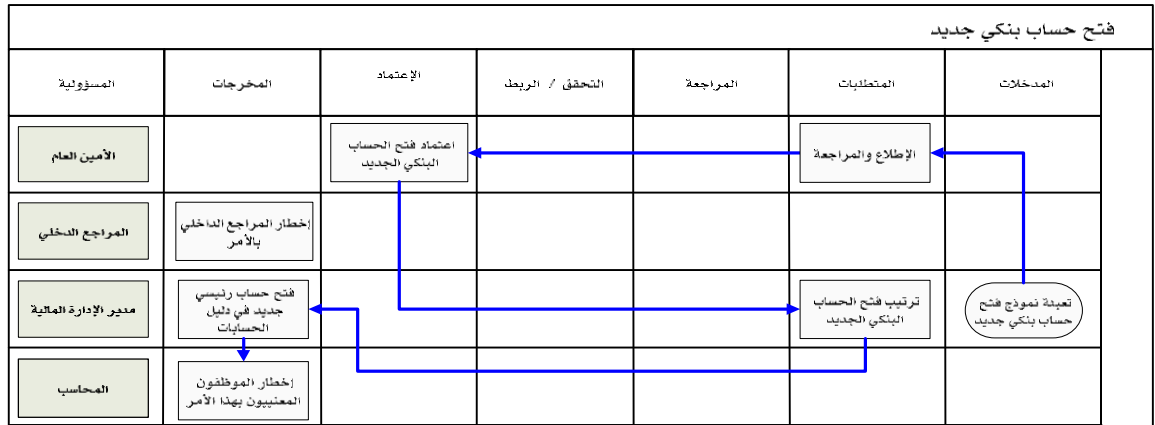 فتح حساب بنكي جديد
المدخلات
المتطلبات
المراجعة
التحقق / الربط
الإعتماد
المخرجات
المسؤولية
الإطلاع والمراجعة
اعتماد فتح الحساب
البنكي الجديد
الأمين العام
إخطار المراجع الداخلي
بالأمر
المراجع الدخلي
تعبئة نموذج فتح
حساب بنكي جديد
ترتيب فتح الحساب
البنكي الجديد
فتح حساب رئيسي
جديد في دليل
الحسابات
مدير الإدارة المالية
إخطار الموظفون
المعنييون بهذا الأمر
المحاسب